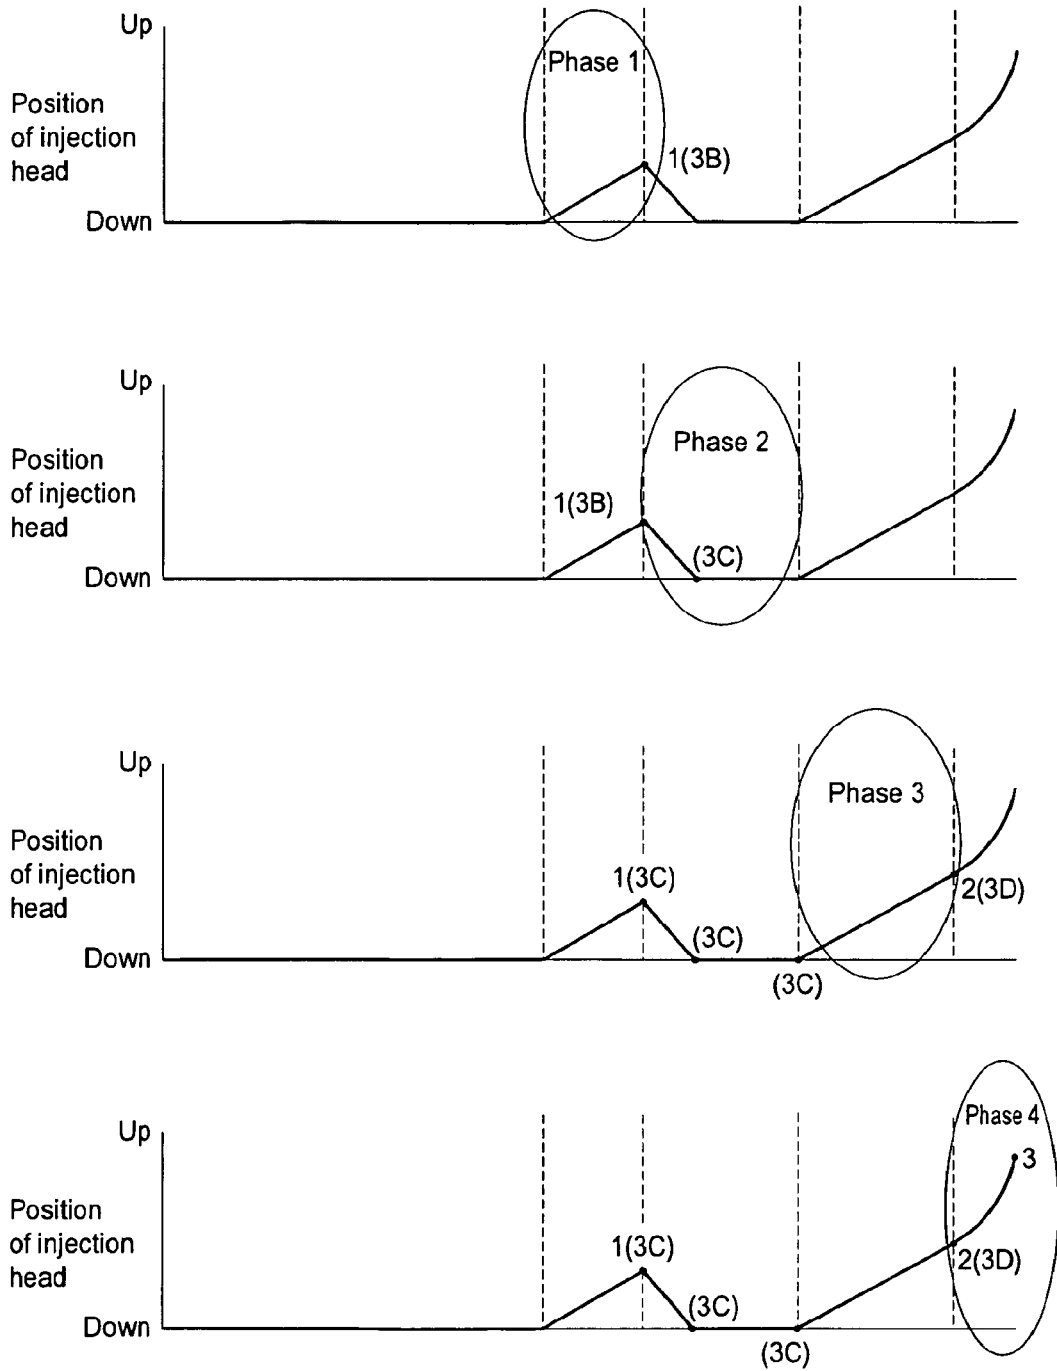 Up
Phase 1
Position
of injection
head
1(3B)
Down
Up
Phase 2
Position
of injection
head
1(3B)
(3C)
Down
Up
Phase 3
Position
of injection
head
1(3C)
2(3D)
(3C)
Down
(3C)
Phase 4
Up
3
Position
of injection
head
1(3C)
2(3D)
(3C)
Down
(3C)